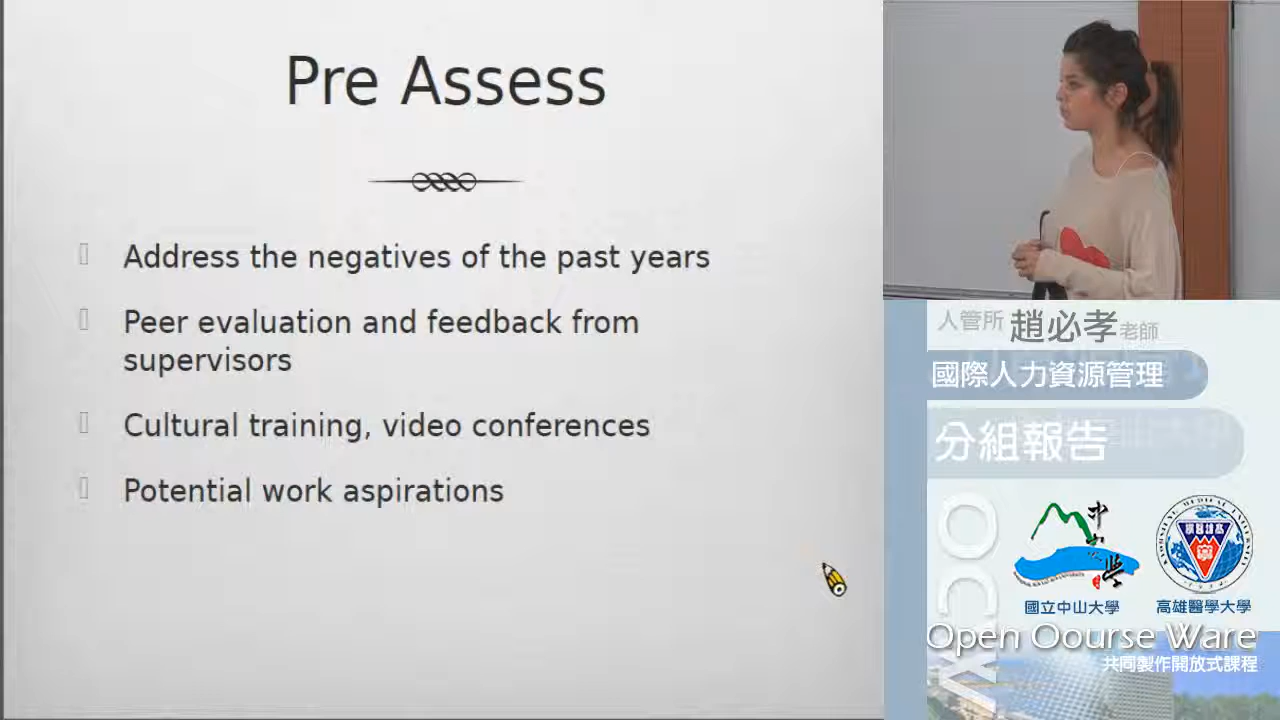 Pre Assess
Address the negatives of the past years
Peer evaluation and feedback from
supervisors
Cultural training, video conferences
Potential work aspirations
人管所 趙必孝老師
國際人力資源管理
分組報告
OCW
國立中山大學
高雄醫學大學
Open Oourse Ware
共同製作開放式課程